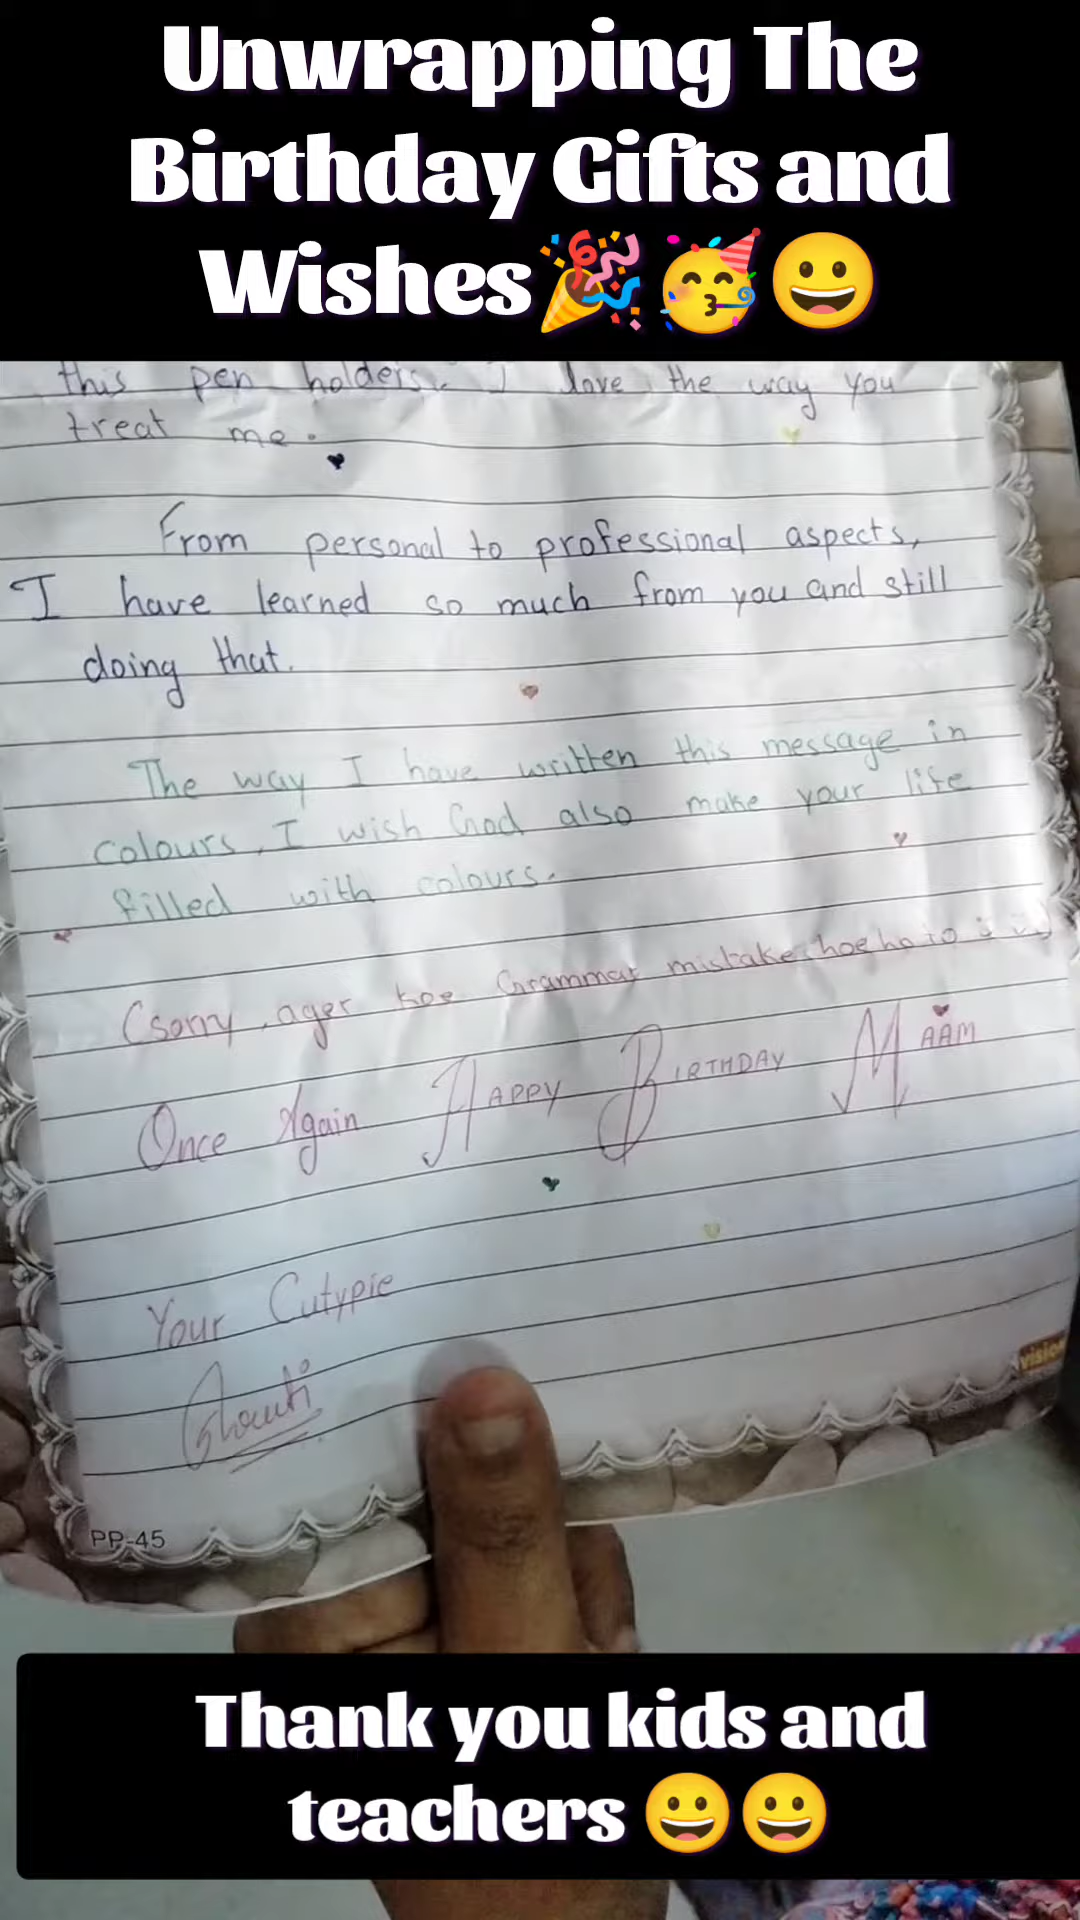 Unwrapping The
Birthday Gifts and
Wishes🎉🥳😀
this pen holders. I love the way you
treat me.
From personal to professional aspects,
I have learned so much from you and still
doing that.
The way I have written this message in
colours, I wish God also make your life
filled with colours.
(sorry, ager koe Grammar mistake hoe ho to
Once Again HAPPY BIRTHDAY MAAM
Your Cutypie
vision
PP-45
Thank you kids and
teachers 😀😀